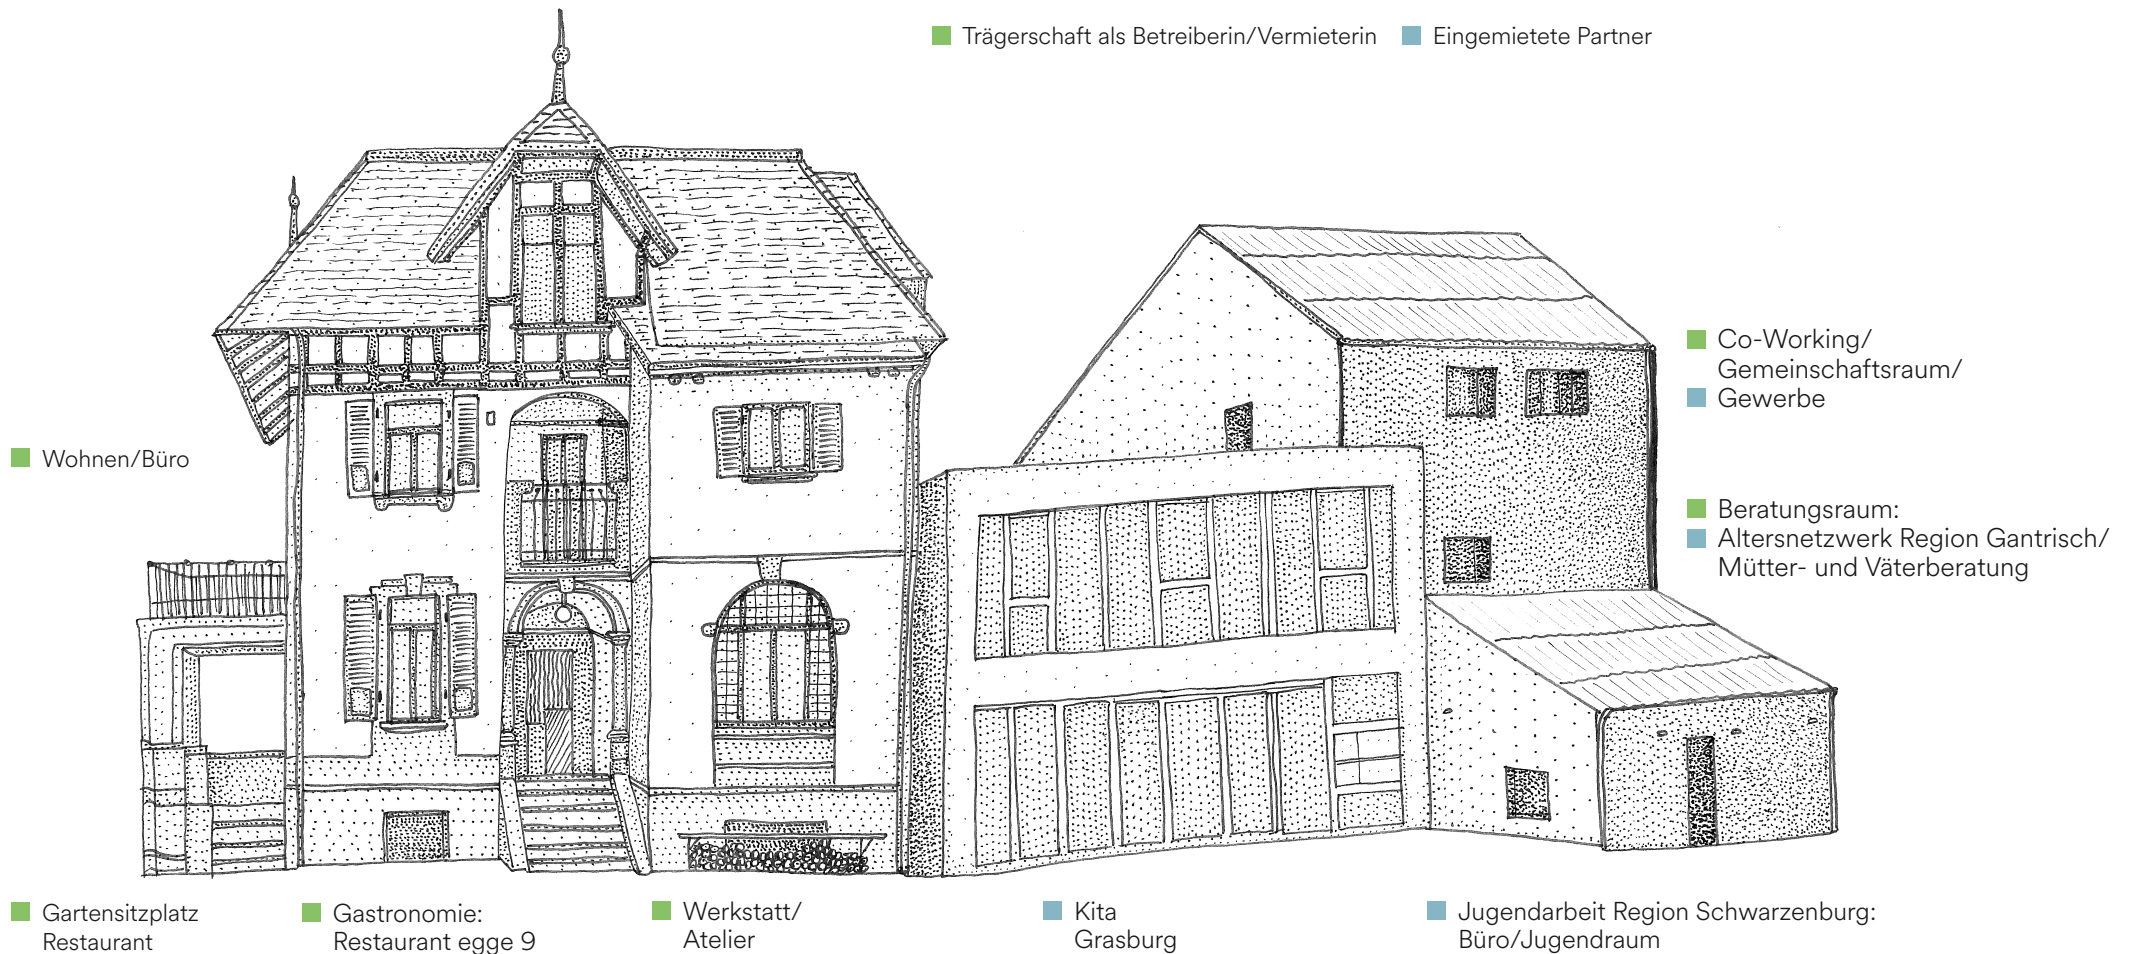 Trägerschaft als Betreiberin/Vermieterin Eingemietete Partner
Co-Working/
Gemeinschaftsraum/
Gewerbe
Wohnen/Büro
Beratungsraum:
Altersnetzwerk Region Gantrisch/
Mütter- und Väterberatung
Gartensitzplatz
Restaurant
Gastronomie:
Restaurant egge 9
Werkstatt/
Atelier
Kita
Grasburg
Jugendarbeit Region Schwarzenburg:
Büro/Jugendraum